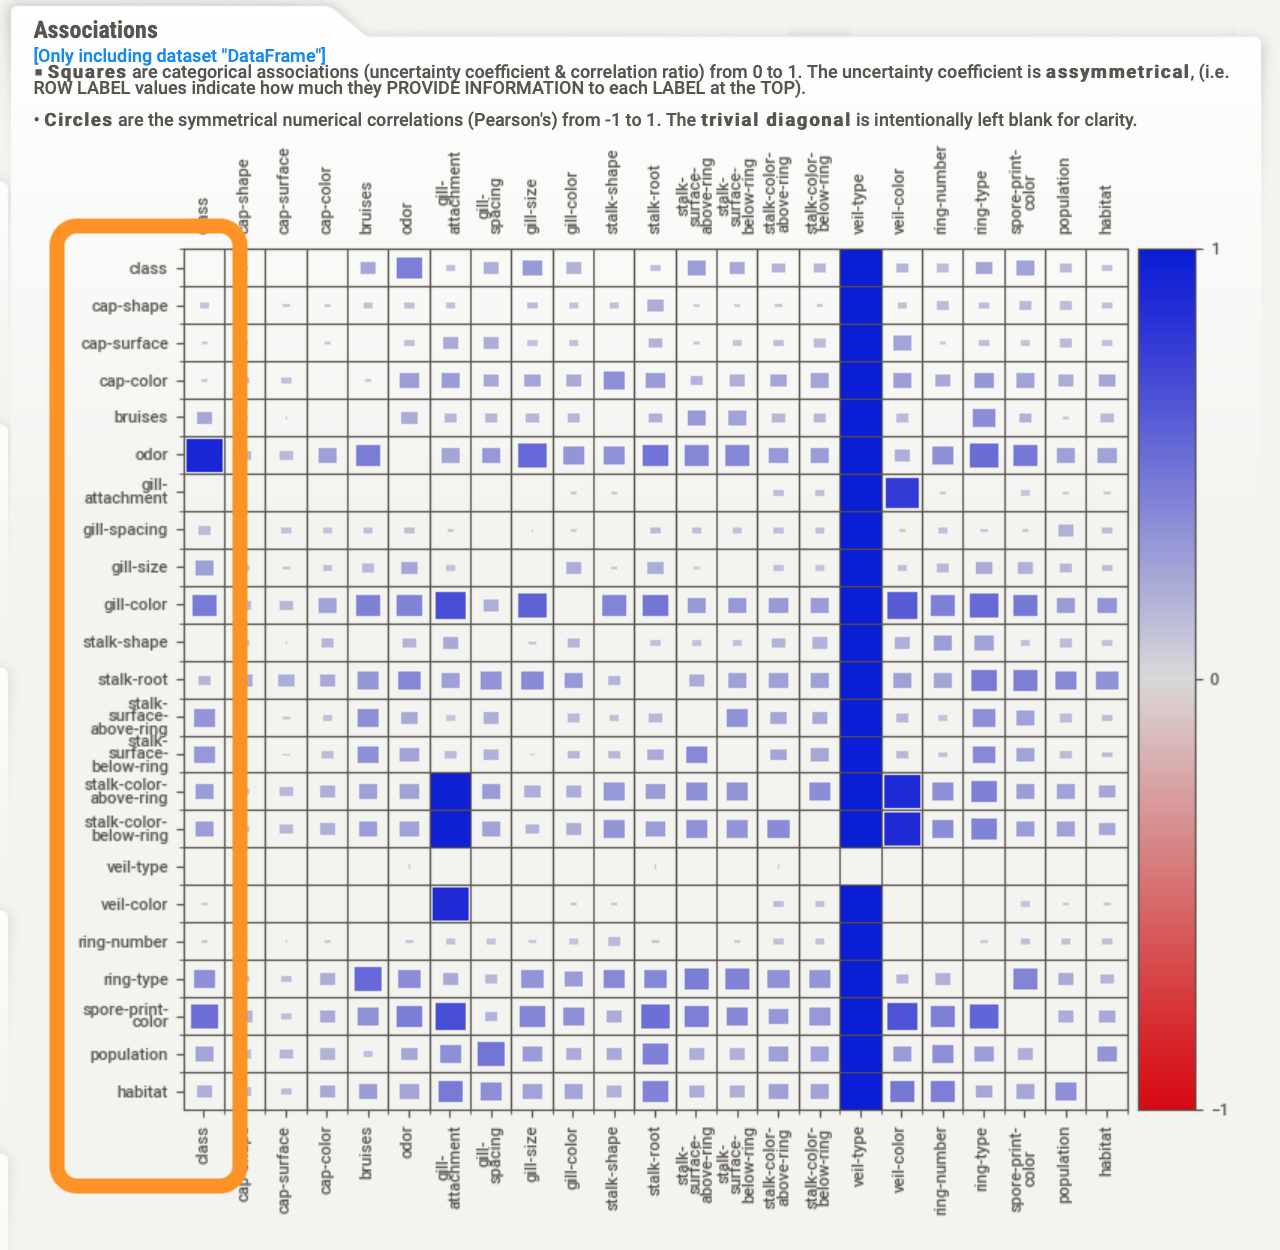 Associations
[Only including dataset "DataFrame"]
▪ Squares are categorical associations (uncertainty coefficient & correlation ratio) from 0 to 1. The uncertainty coefficient is assymmetrical, (i.e.
ROW LABEL values indicate how much they PROVIDE INFORMATION to each LABEL at the TOP).
• Circles are the symmetrical numerical correlations (Pearson's) from -1 to 1. The trivial diagonal is intentionally left blank for clarity.
cap-shape
cap-surface
cap-color
bruises
odor
gill-
attachment
gill-
spacing
gill-size
gill-color
stalk-shape
stalk-root
stalk-
surface-
above-ring
stalk-
surface-
below-ring
stalk-color-
above-ring
stalk-color-
below-ring
veil-type
veil-color
ring-number
ring-type
spore-print-
color
population
habitat
class
cap-shape
cap-surface
cap-color
bruises
odor
gill-
attachment
gill-spacing
gill-size
gill-color
stalk-shape
stalk-root
stalk-
surface-
above-ring
stalk-
surface-
below-ring
stalk-color-
above-ring
stalk-color-
below-ring
veil-type
veil-color
ring-number
ring-type
spore-print-
color
population
habitat
1
0
-1
class
cap-surface
cap-color
bruises
odor
gill-
attachment
gill-
spacing
gill-size
gill-color
stalk-shape
stalk-root
stalk-
surface-
above-ring
stalk-
surface-
below-ring
stalk-color-
above-ring
stalk-color-
below-ring
veil-type
veil-color
ring-number
ring-type
spore-print-
color
population
habitat